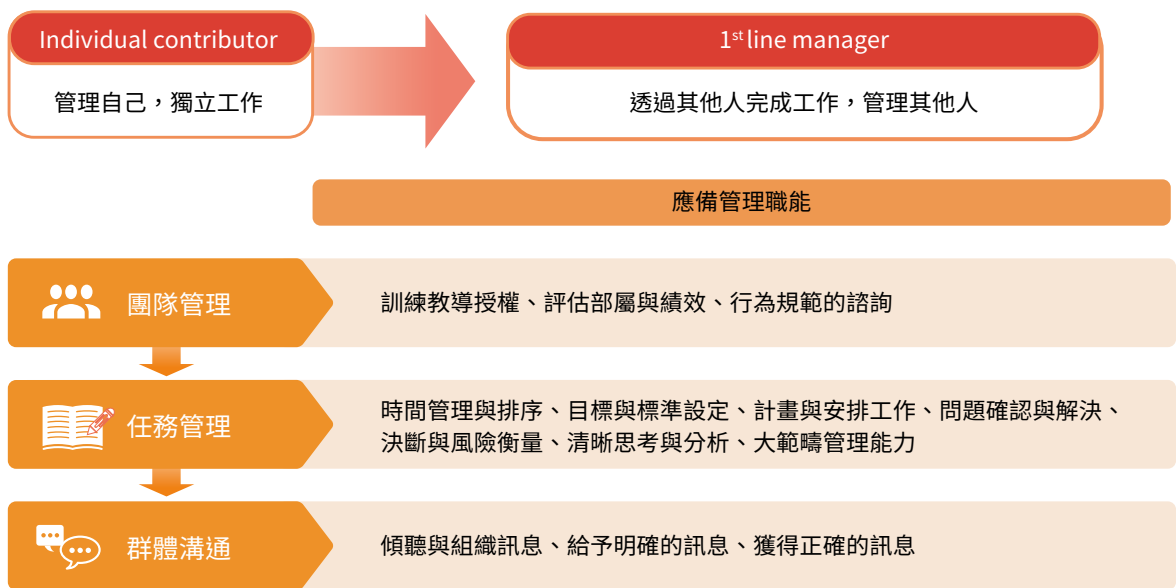 Individual contributor
管理自己，獨立工作
1st line manager
透過其他人完成工作，管理其他人
應備管理職能
團隊管理
訓練教導授權、評估部屬與績效、行為規範的諮詢
任務管理
時間管理與排序、目標與標準設定、計畫與安排工作、問題確認與解決、
決斷與風險衡量、清晰思考與分析、大範疇管理能力
群體溝通
傾聽與組織訊息、給予明確的訊息、獲得正確的訊息